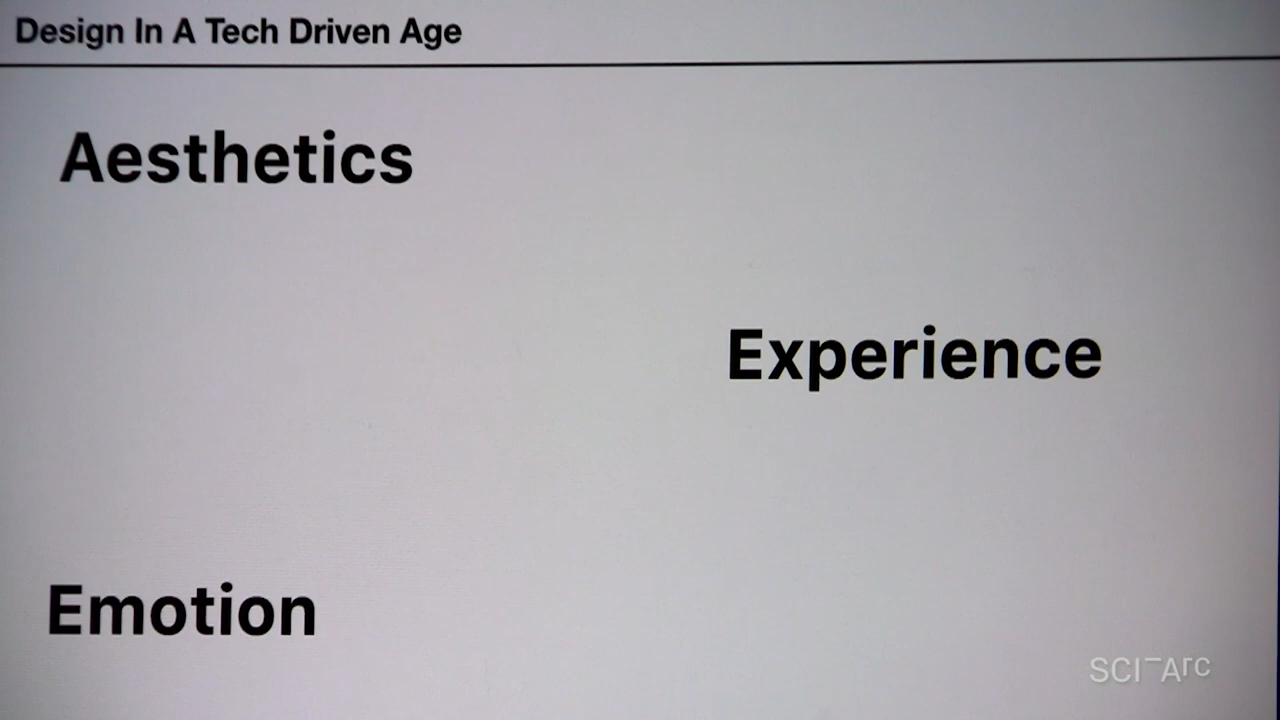 Design In A Tech Driven Age
Aesthetics
Experience
Emotion
SCI-Arc